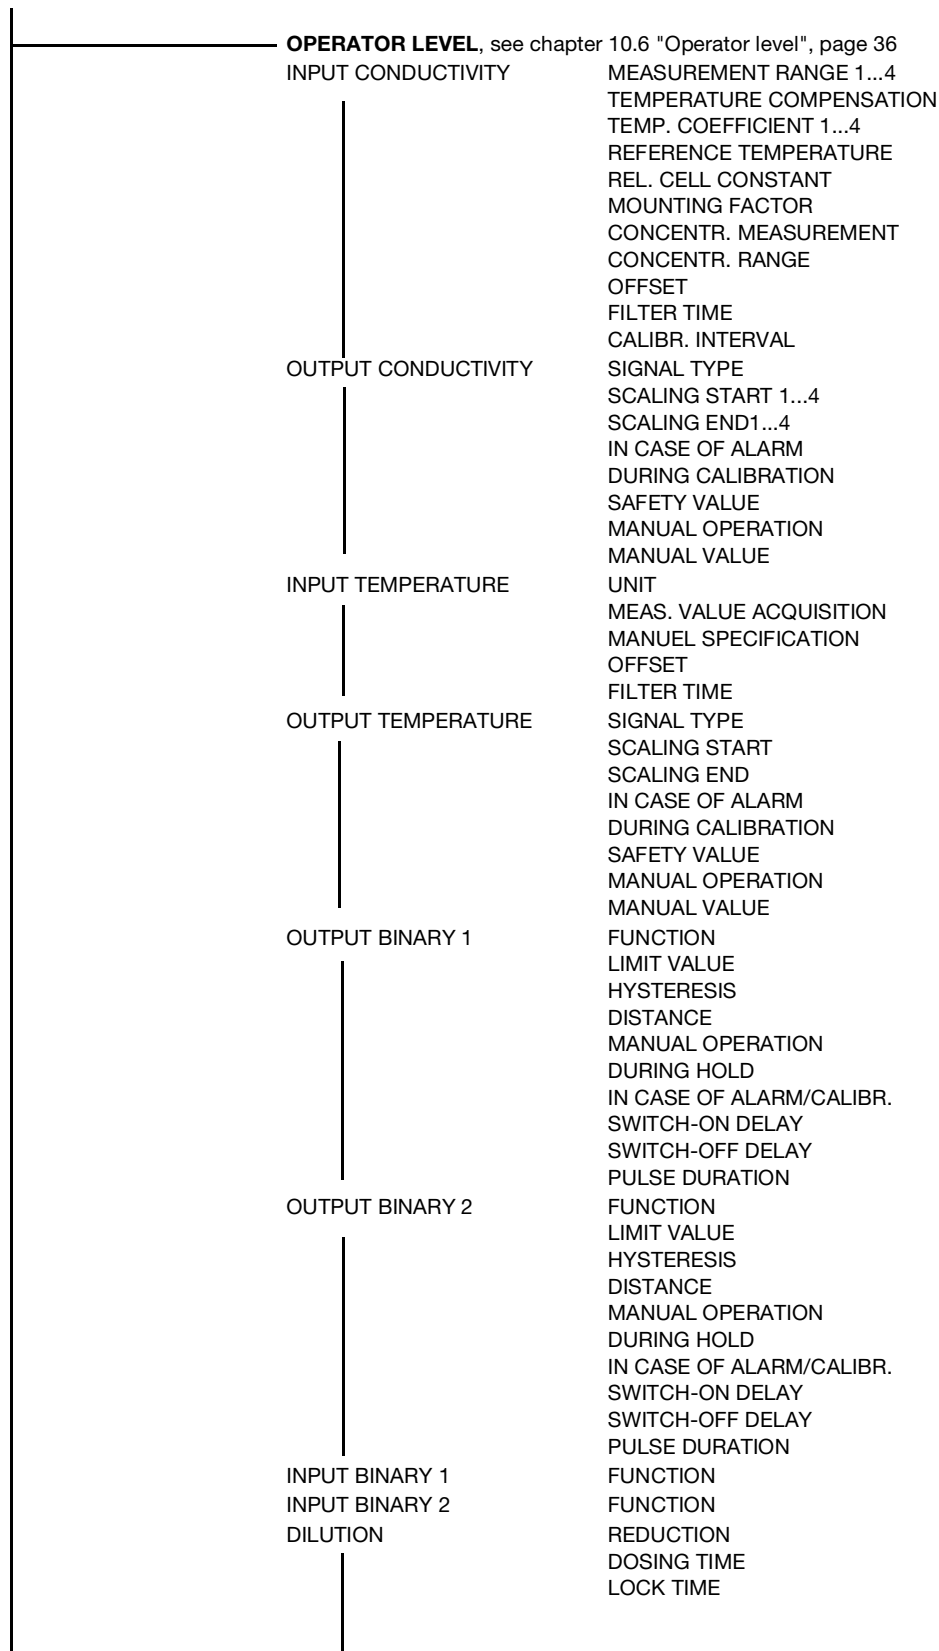 OPERATOR LEVEL, see chapter 10.6 "Operator level", page 36
INPUT CONDUCTIVITY MEASUREMENT RANGE 1...4
TEMPERATURE COMPENSATION
TEMP. COEFFICIENT 1...4
REFERENCE TEMPERATURE
REL. CELL CONSTANT
MOUNTING FACTOR
CONCENTR. MEASUREMENT
CONCENTR. RANGE
OFFSET
FILTER TIME
CALIBR. INTERVAL
OUTPUT CONDUCTIVITY SIGNAL TYPE
SCALING START 1...4
SCALING END1...4
IN CASE OF ALARM
DURING CALIBRATION
SAFETY VALUE
MANUAL OPERATION
MANUAL VALUE
INPUT TEMPERATURE UNIT
MEAS. VALUE ACQUISITION
MANUEL SPECIFICATION
OFFSET
FILTER TIME
OUTPUT TEMPERATURE SIGNAL TYPE
SCALING START
SCALING END
IN CASE OF ALARM
DURING CALIBRATION
SAFETY VALUE
MANUAL OPERATION
MANUAL VALUE
OUTPUT BINARY 1 FUNCTION
LIMIT VALUE
HYSTERESIS
DISTANCE
MANUAL OPERATION
DURING HOLD
IN CASE OF ALARM/CALIBR.
SWITCH-ON DELAY
SWITCH-OFF DELAY
PULSE DURATION
OUTPUT BINARY 2 FUNCTION
LIMIT VALUE
HYSTERESIS
DISTANCE
MANUAL OPERATION
DURING HOLD
IN CASE OF ALARM/CALIBR.
SWITCH-ON DELAY
SWITCH-OFF DELAY
PULSE DURATION
INPUT BINARY 1 FUNCTION
INPUT BINARY 2 FUNCTION
DILUTION REDUCTION
DOSING TIME
LOCK TIME